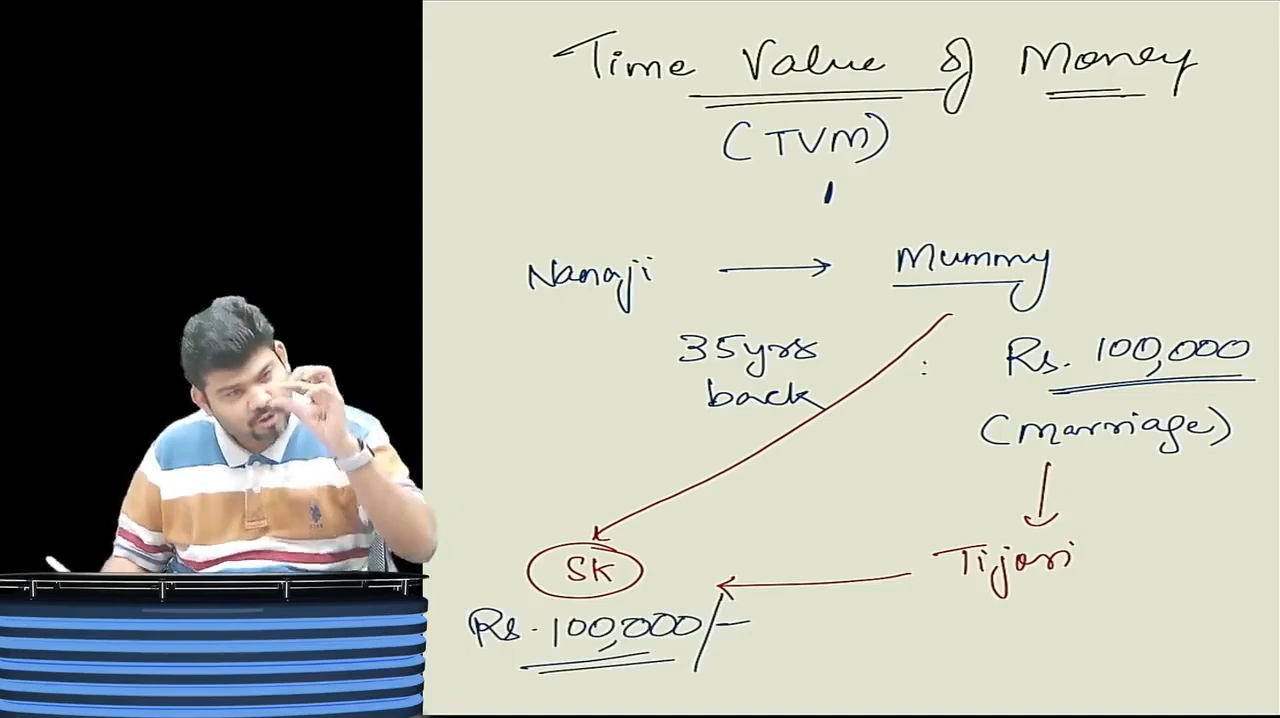 Time Value of Money
(TVM)
Nanaji → Mummy
35yrs
back
: Rs. 100,000
(marriage)
Tijori
SK
Rs. 100,000/-